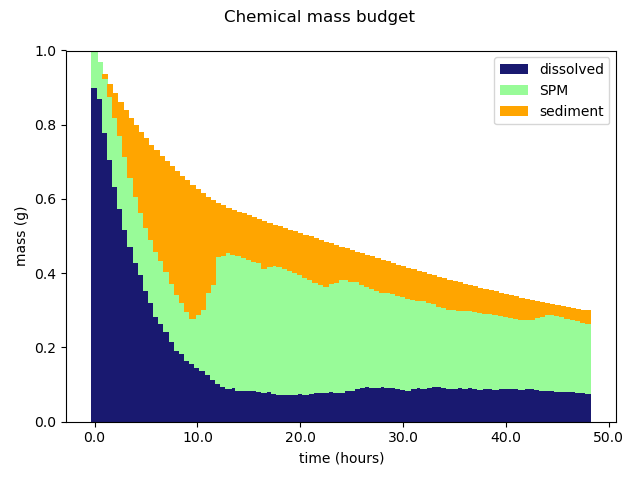 Chemical mass budget
1.0
0.8
0.6
0.4
0.2
0.0
mass (g)
dissolved
SPM
sediment
0.0 10.0 20.0 30.0 40.0 50.0
time (hours)